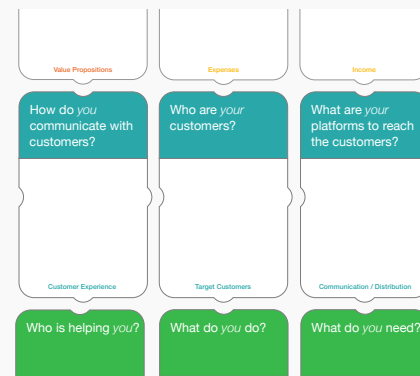 Value Propositions
Expenses
Income
How do you
communicate with
customers?
Who are your
customers?
What are your
platforms to reach
the customers?
Customer Experience
Target Customers
Communication / Distribution
Who is helping you?
What do you do?
What do you need?